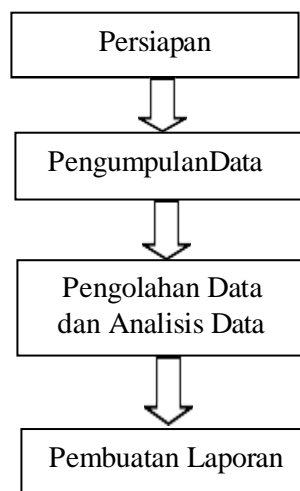 Persiapan
PengumpulanData
Pengolahan Data
dan Analisis Data
Pembuatan Laporan